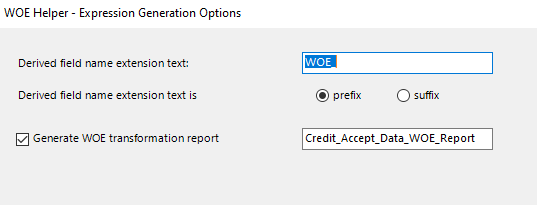 WOE Helper - Expression Generation Options
Derived field name extension text: WOE_
Derived field name extension text is prefix suffix
Generate WOE transformation report Credit_Accept_Data_WOE_Report